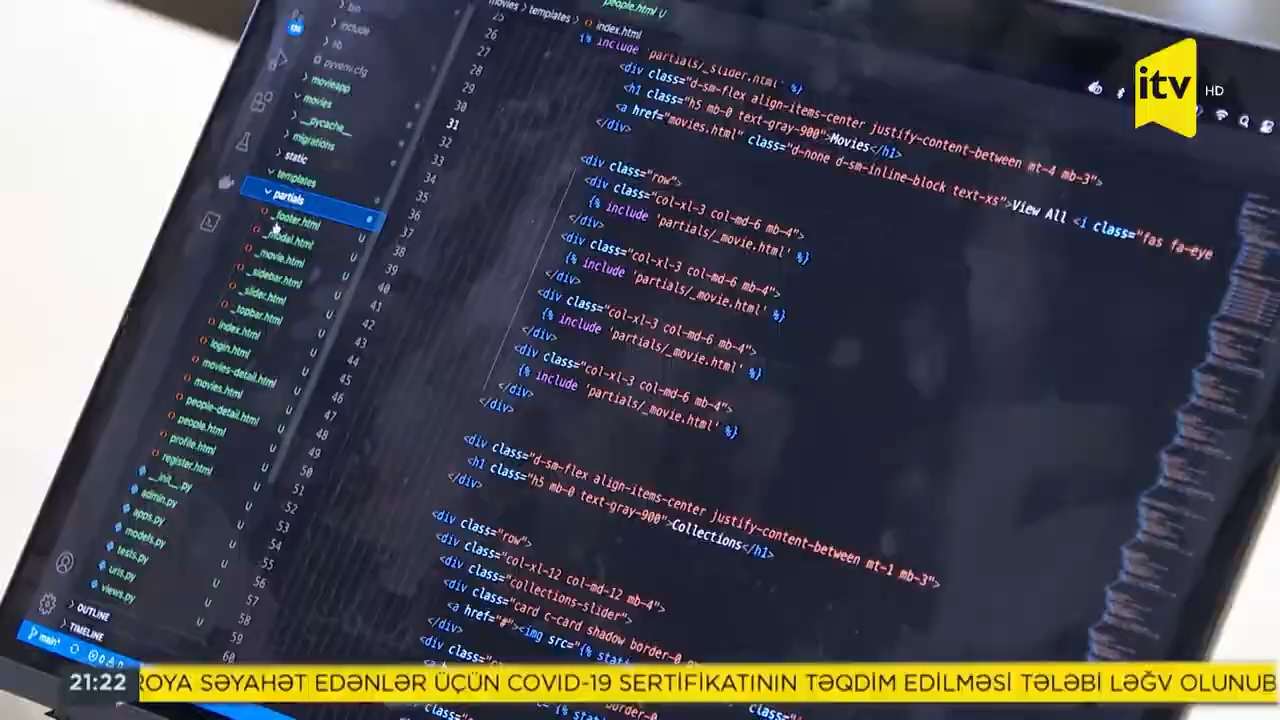 itv HD
people.html U
movies > templates > index.html
bin
include
lib
pyvenv.cfg
movieapp
movies
__pycache__
migrations
static
templates
partials
_footer.html
_modal.html
_movie.html
_sidebar.html
_slider.html
_topbar.html
index.html
login.html
movies-detail.html
movies.html
people-detail.html
people.html
profile.html
register.html
__init__.py
admin.py
apps.py
models.py
tests.py
urls.py
views.py
OUTLINE
TIMELINE
main*
{% include 'partials/_slider.html' %}
<div class="d-sm-flex align-items-center justify-content-between mt-4 mb-3">
<h1 class="h5 mb-0 text-gray-900">Movies</h1>
<a href="movies.html" class="d-none d-sm-inline-block text-xs">View All <i class="fas fa-eye
</div>
<div class="row">
<div class="col-xl-3 col-md-6 mb-4">
{% include 'partials/_movie.html' %}
</div>
<div class="col-xl-3 col-md-6 mb-4">
{% include 'partials/_movie.html' %}
</div>
<div class="col-xl-3 col-md-6 mb-4">
{% include 'partials/_movie.html' %}
</div>
<div class="col-xl-3 col-md-6 mb-4">
{% include 'partials/_movie.html' %}
</div>
</div>
<div class="d-sm-flex align-items-center justify-content-between mt-1 mb-3">
<h1 class="h5 mb-0 text-gray-900">Collections</h1>
</div>
<div class="row">
<div class="col-xl-12 col-md-12 mb-4">
<div class="collections-slider">
<div class="card c-card shadow border-0
<a href="#"><img src="{% stati
</div>
<div class="c
21:22 ROYA SƏYAHƏT EDƏNLƏR ÜÇÜN COVID-19 SERTİFİKATININ TƏQDİM EDİLMƏSİ TƏLƏBİ LƏĞV OLUNUB